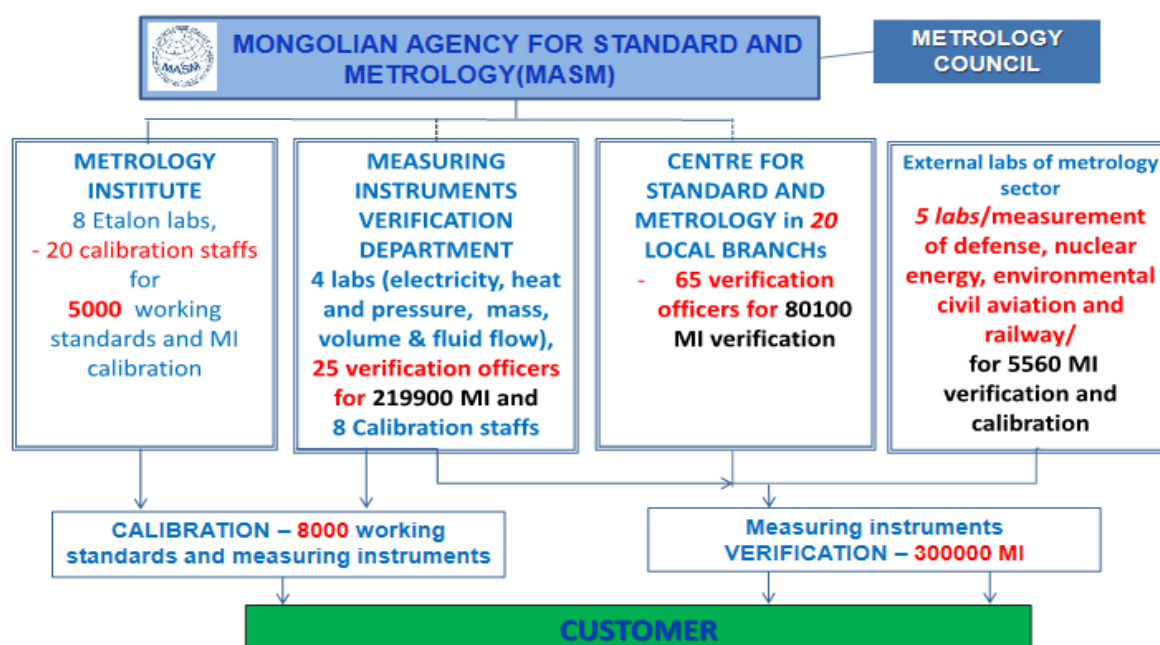 MONGOLIAN AGENCY FOR STANDARD AND
METROLOGY(MASM)
MASM
METROLOGY
COUNCIL
METROLOGY
INSTITUTE
8 Etalon labs,
- 20 calibration staffs
for
5000 working
standards and MI
calibration
MEASURING
INSTRUMENTS
VERIFICATION
DEPARTMENT
4 labs (electricity, heat
and pressure, mass,
volume & fluid flow),
25 verification officers
for 219900 MI and
8 Calibration staffs
CENTRE FOR
STANDARD AND
METROLOGY in 20
LOCAL BRANCHs
- 65 verification
officers for 80100
MI verification
External labs of metrology
sector
5 labs/measurement
of defense, nuclear
energy, environmental
civil aviation and
railway/
for 5560 MI
verification and
calibration
CALIBRATION – 8000 working
standards and measuring instruments
Measuring instruments
VERIFICATION – 300000 MI
CUSTOMER